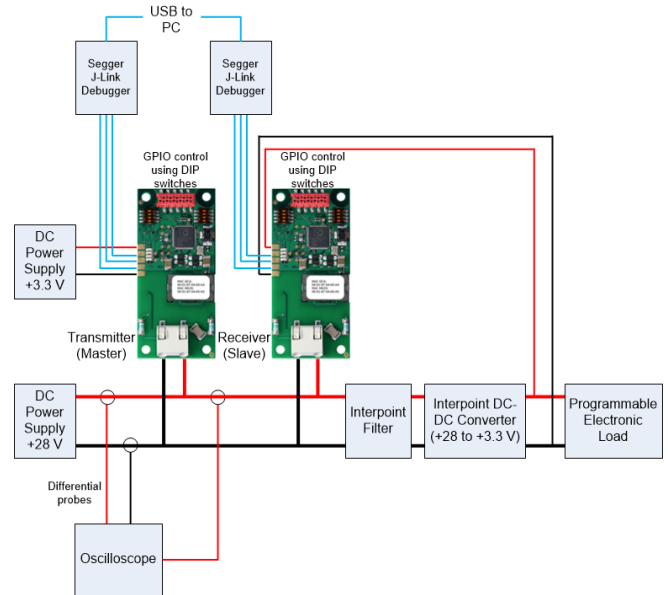 USB to
PC
Segger
J-Link
Debugger
Segger
J-Link
Debugger
GPIO control
using DIP
switches
GPIO control
using DIP
switches
DC
Power
Supply
+3.3 V
Transmitter
(Master)
Receiver
(Slave)
DC
Power
Supply
+28 V
Interpoint
Filter
Interpoint DC-
DC Converter
(+28 to +3.3 V)
Programmable
Electronic
Load
Differential
probes
Oscilloscope